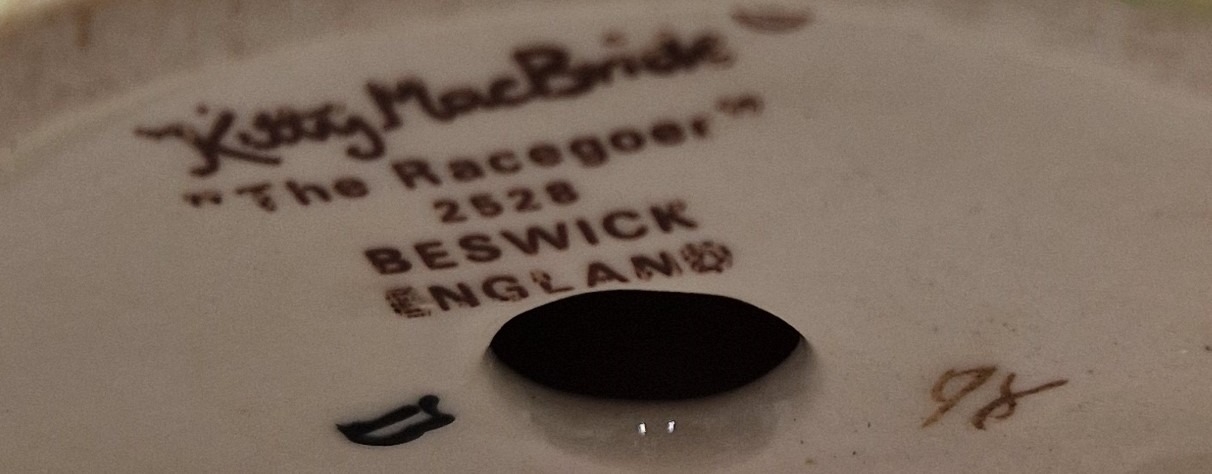 Kitty MacBride
"The Racegoer"
2528
BESWICK
ENGLAND